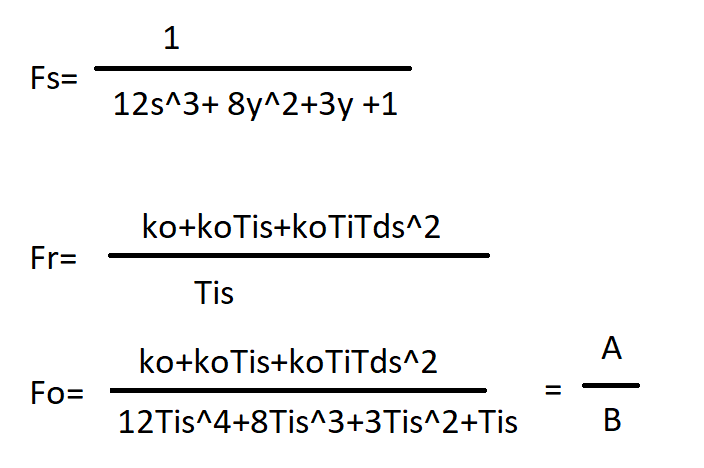 1
Fs=
12s^3+ 8y^2+3y +1
ko+koTis+koTiTds^2
Fr=
Tis
ko+koTis+koTiTds^2
A
Fo=
=
12Tis^4+8Tis^3+3Tis^2+Tis
B